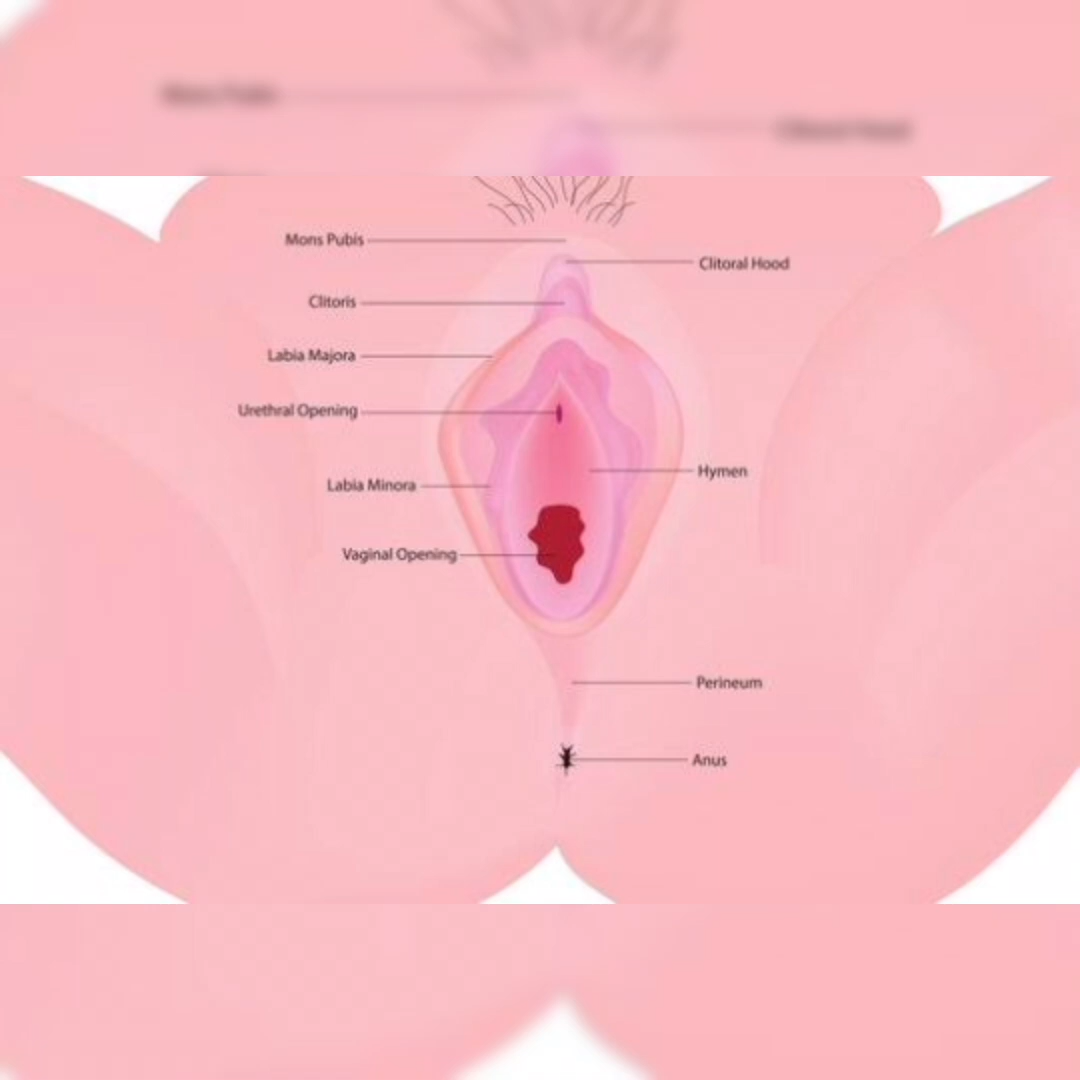 Mons Pubis
Clitoral Hood
Clitoris
Labia Majora
Urethral Opening
Hymen
Labia Minora
Vaginal Opening
Perineum
Anus